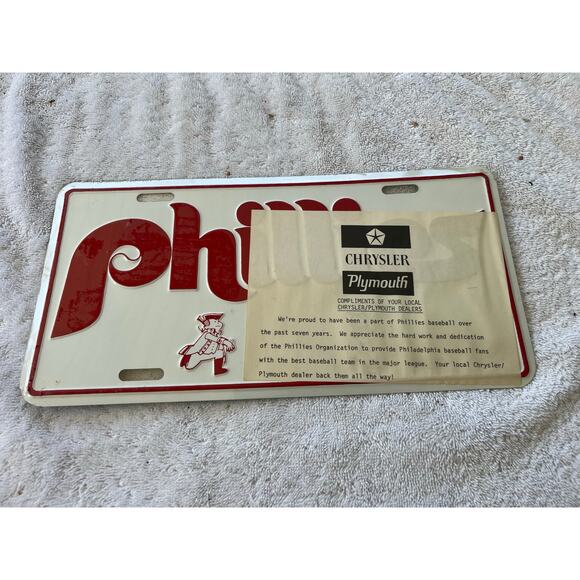 Phillies
CHRYSLER
Plymouth
COMPLIMENTS OF YOUR LOCAL
CHRYSLER/PLYMOUTH DEALERS
We're proud to have been a part of Phillies baseball over
the past seven years. We appreciate the hard work and dedication
of the Phillies Organization to provide Philadelphia baseball fans
with the best baseball team in the major league. Your local Chrysler/
Plymouth dealer back them all the way!